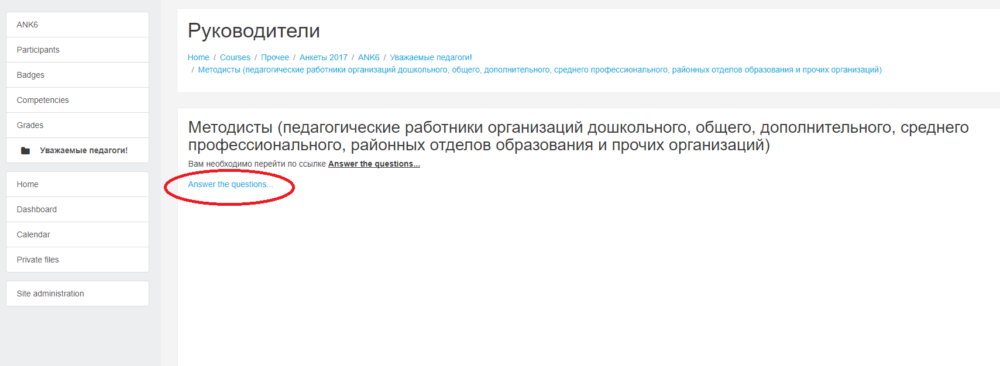 ANK6
Participants
Badges
Competencies
Grades
Уважаемые педагоги!
Home
Dashboard
Calendar
Private files
Site administration
Руководители
Home / Courses / Прочее / Анкеты 2017 / ANK6 / Уважаемые педагоги!
/ Методисты (педагогические работники организаций дошкольного, общего, дополнительного, среднего профессионального, районных отделов образования и прочих организаций)
Методисты (педагогические работники организаций дошкольного, общего, дополнительного, среднего
профессионального, районных отделов образования и прочих организаций)
Вам необходимо перейти по ссылке Answer the questions...
Answer the questions...